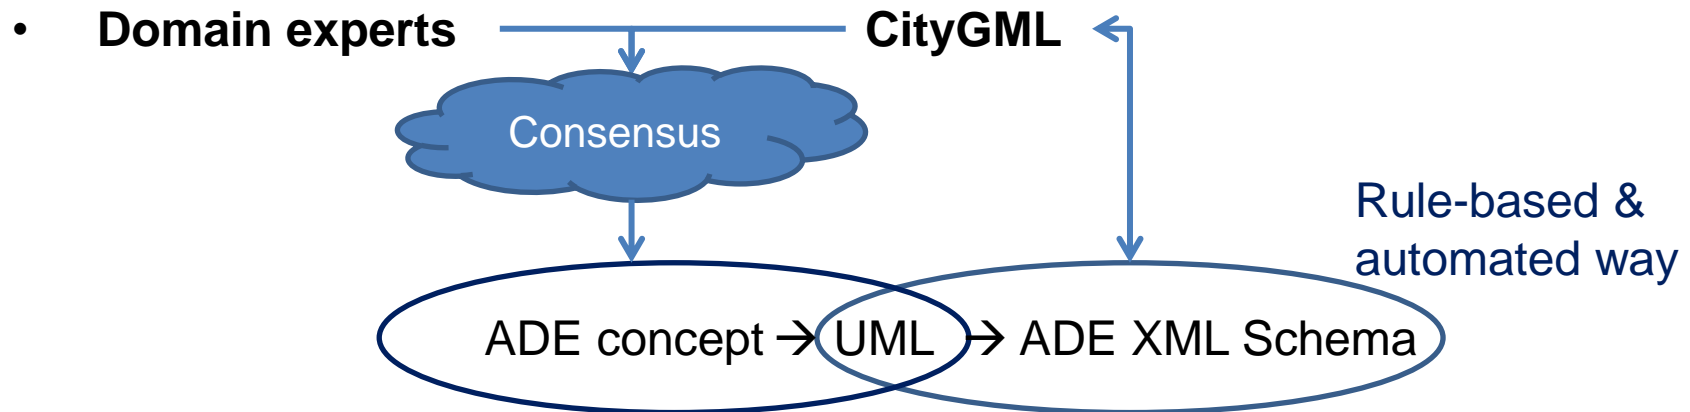 • Domain experts CityGML
Consensus
Rule-based &
automated way
ADE concept → UML → ADE XML Schema